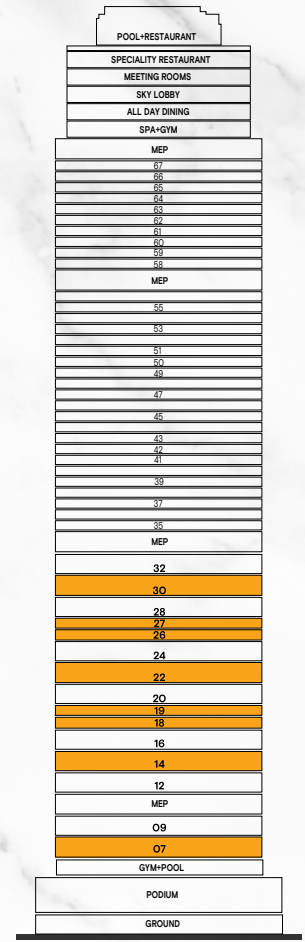 POOL+RESTAURANT
SPECIALITY RESTAURANT
MEETING ROOMS
SKY LOBBY
ALL DAY DINING
SPA+GYM
MEP
67
66
65
64
63
62
61
60
59
58
MEP
55
53
51
50
49
47
45
43
42
41
39
37
35
MEP
32
30
28
27
26
24
22
20
19
18
16
14
12
MEP
09
07
GYM+POOL
PODIUM
GROUND